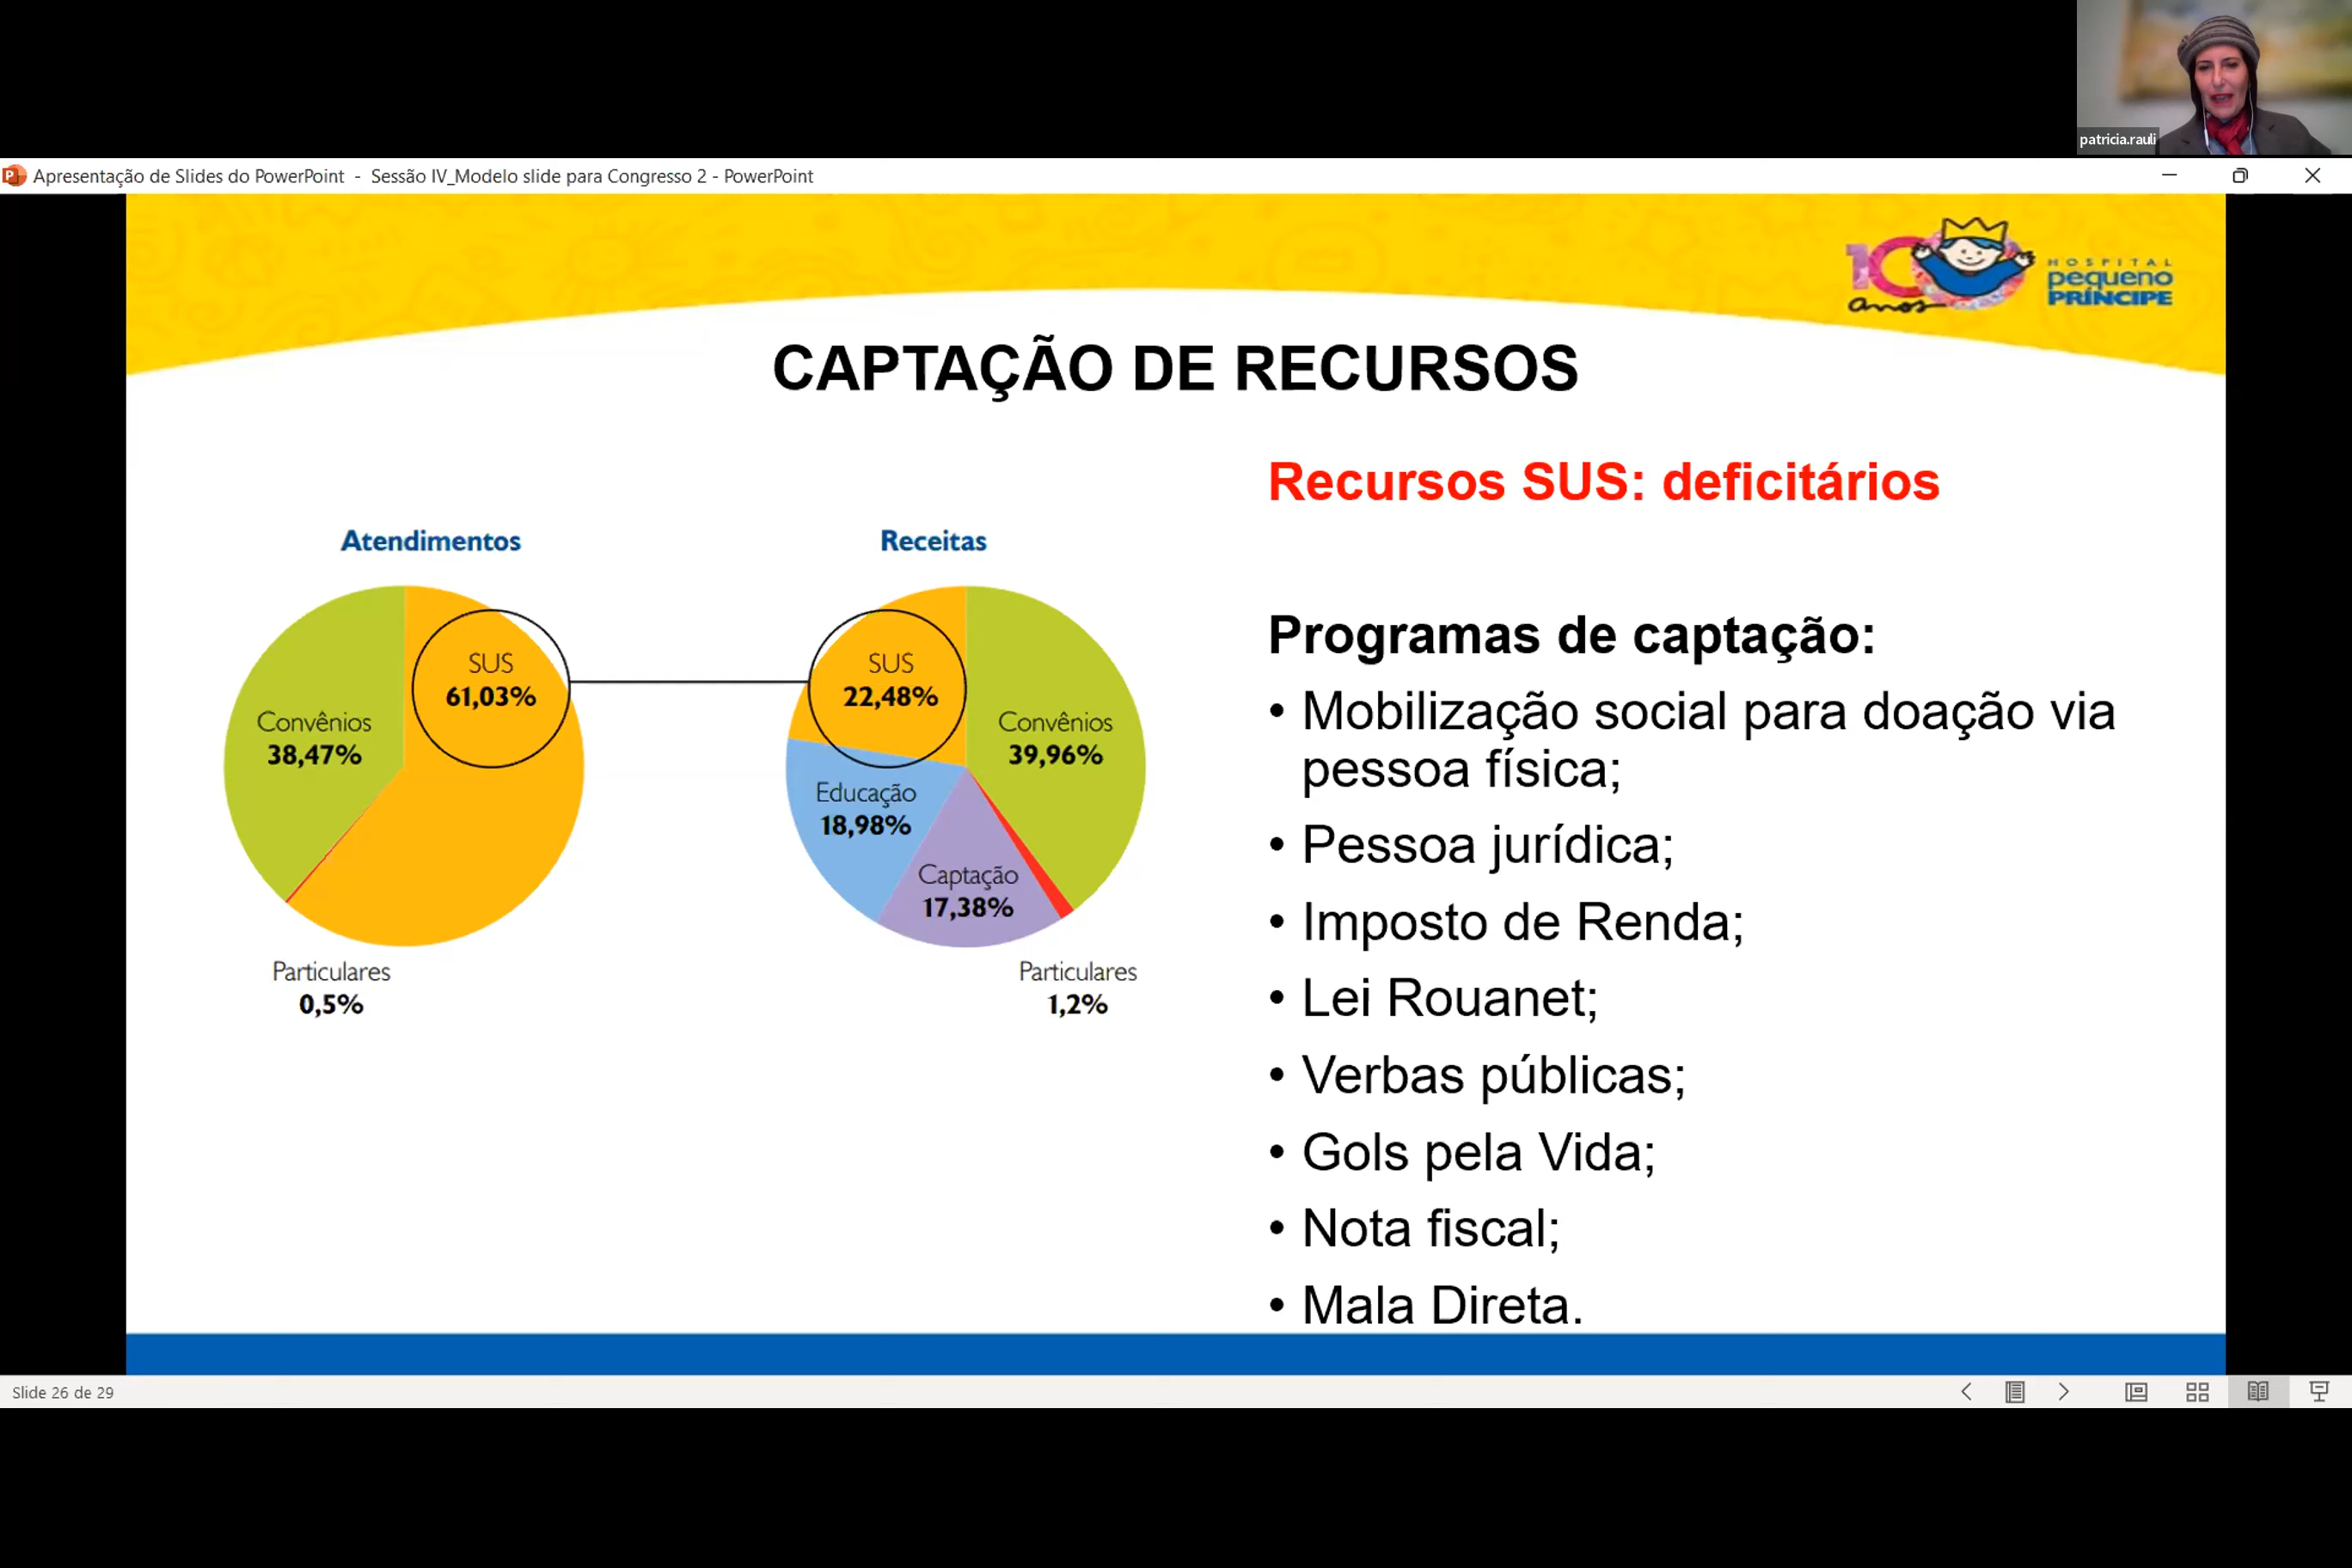 patricia.rauli
Apresentação de Slides do PowerPoint - Sessão IV_Modelo slide para Congresso 2 - PowerPoint
100
anos
HOSPITAL
pequeno
PRÍNCIPE
CAPTAÇÃO DE RECURSOS
Atendimentos
SUS
61,03%
Convênios
38,47%
Particulares
0,5%
Receitas
SUS
22,48%
Convênios
39,96%
Educação
18,98%
Captação
17,38%
Particulares
1,2%
Recursos SUS: deficitários
Programas de captação:
• Mobilização social para doação via
pessoa física;
• Pessoa jurídica;
• Imposto de Renda;
• Lei Rouanet;
• Verbas públicas;
• Gols pela Vida;
• Nota fiscal;
• Mala Direta.
Slide 26 de 29